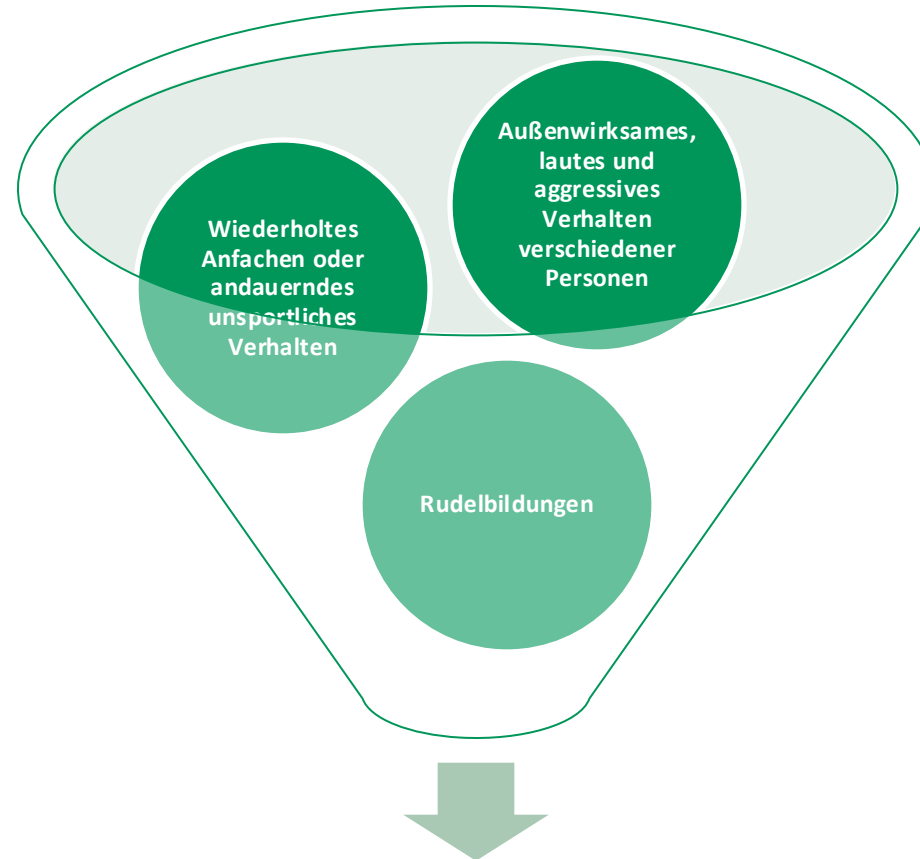 Außenwirksames,
lautes und
aggressives
Verhalten
verschiedener
Personen
Wiederholtes
Anfachen oder
andauerndes
unsportliches
Verhalten
Rudelbildungen